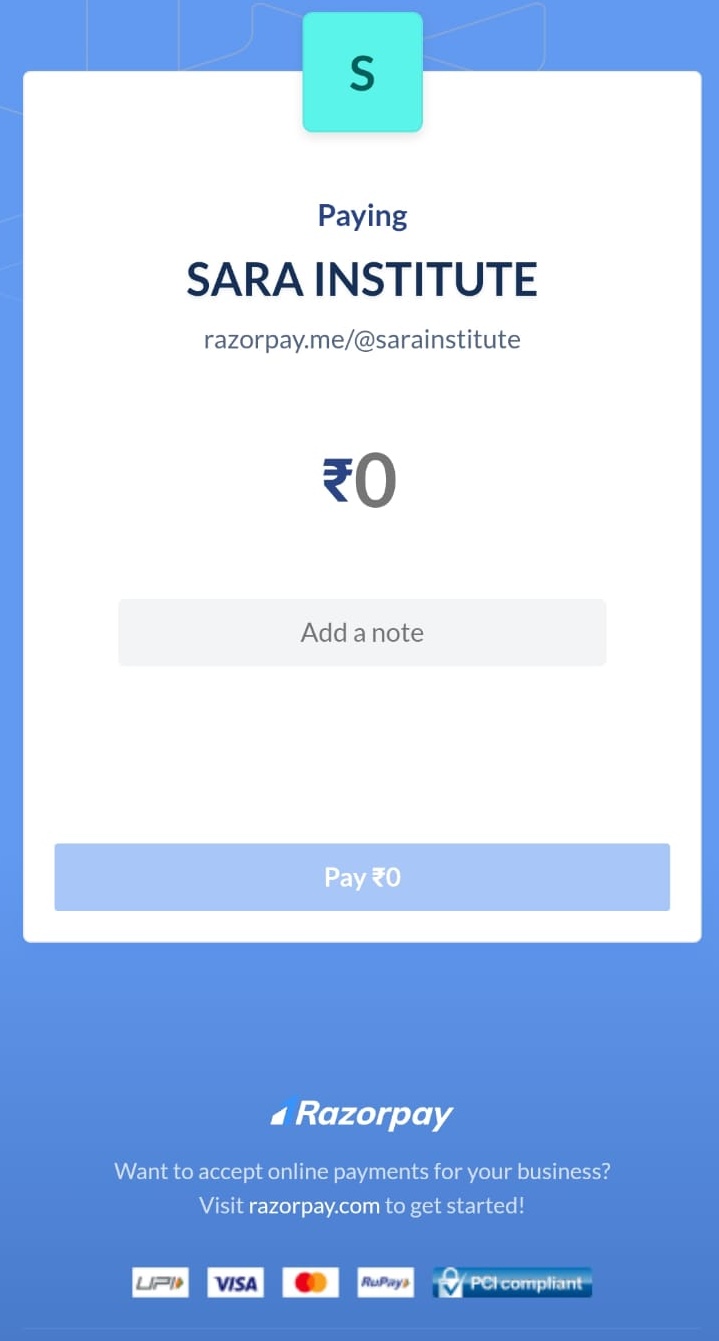 S
Paying
SARA INSTITUTE
razorpay.me/@sarainstitute
₹0
Add a note
Pay ₹0
Razorpay
Want to accept online payments for your business?
Visit razorpay.com to get started!
UPI VISA RuPay PCI compliant